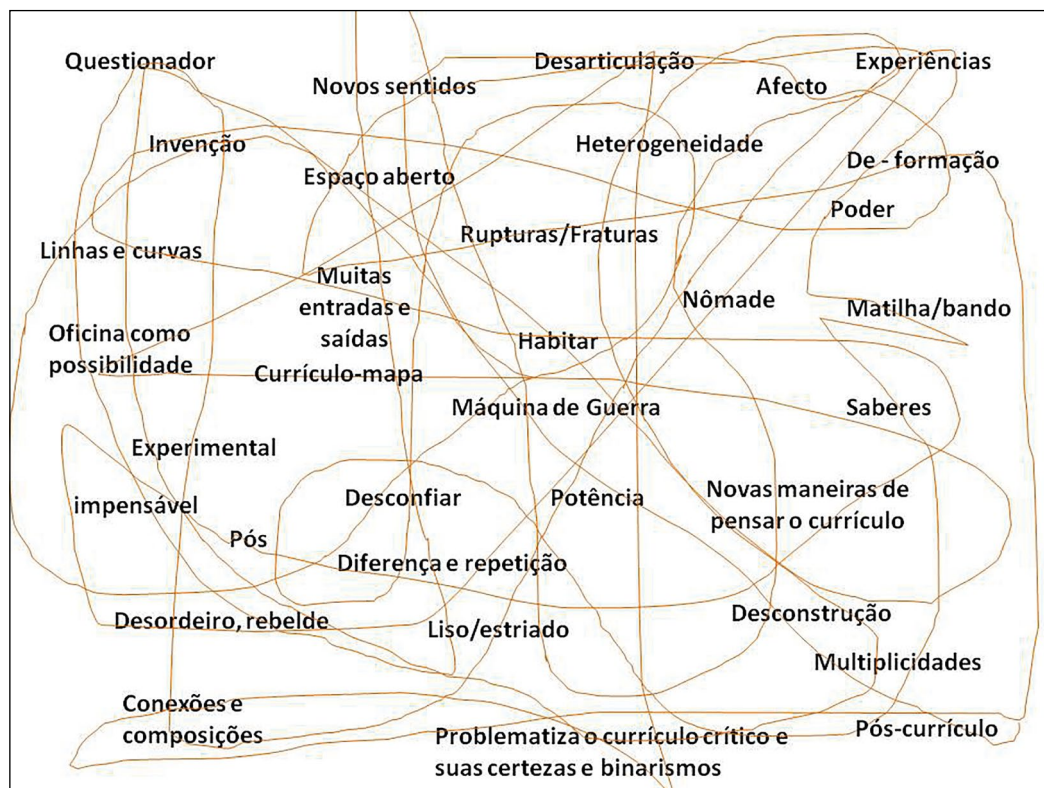 Questionador
Novos sentidos
Desarticulação
Afecto
Experiências
Invenção
Heterogeneidade
De - formação
Espaço aberto
Poder
Linhas e curvas
Rupturas/Fraturas
Muitas
entradas e
saídas
Nômade
Matilha/bando
Oficina como
possibilidade
Habitar
Currículo-mapa
Máquina de Guerra
Saberes
Experimental
impensável
Desconfiar
Potência
Novas maneiras de
pensar o currículo
Pós
Diferença e repetição
Desordeiro, rebelde
Liso/estriado
Desconstrução
Multiplicidades
Conexões e
composições
Problematiza o currículo crítico e
suas certezas e binarismos
Pós-currículo